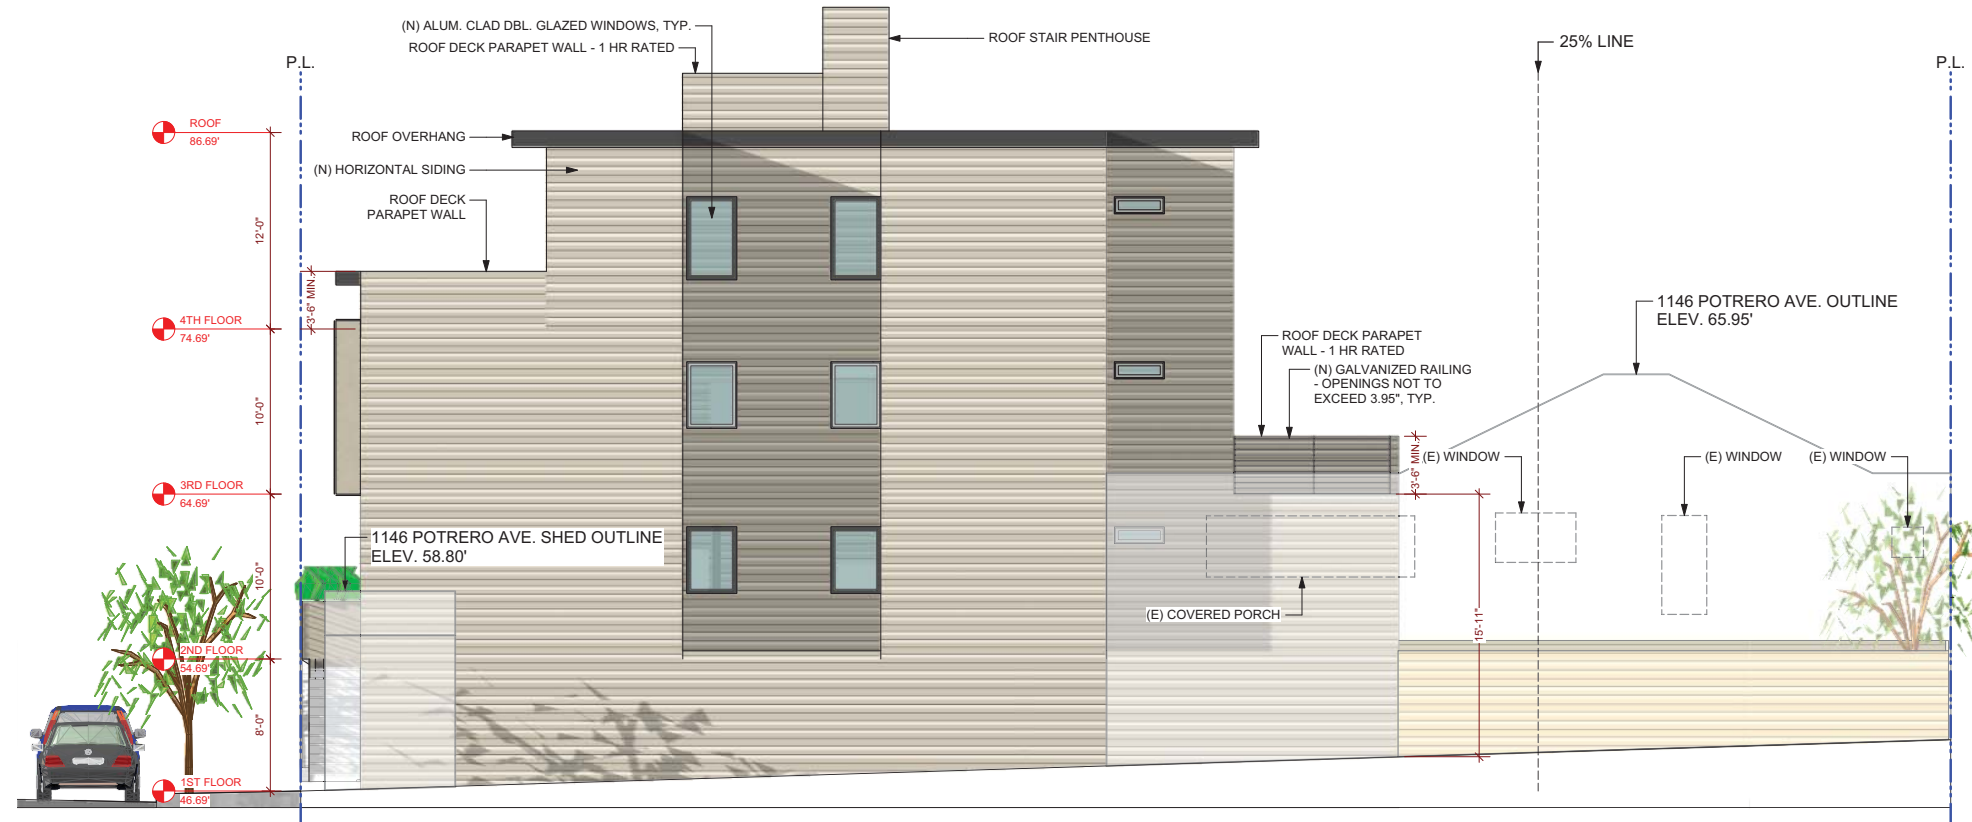 (N) ALUM. CLAD DBL. GLAZED WINDOWS, TYP.
ROOF DECK PARAPET WALL - 1 HR RATED
ROOF STAIR PENTHOUSE
25% LINE
P.L.
P.L.
ROOF
86.69'
ROOF OVERHANG
(N) HORIZONTAL SIDING
ROOF DECK
PARAPET WALL
12'-0"
3'-6" MIN.
4TH FLOOR
74.69'
1146 POTRERO AVE. OUTLINE
ELEV. 65.95'
ROOF DECK PARAPET
WALL - 1 HR RATED
(N) GALVANIZED RAILING
- OPENINGS NOT TO
EXCEED 3.95", TYP.
10'-0"
3'-6" MIN.
(E) WINDOW
(E) WINDOW
(E) WINDOW
3RD FLOOR
64.69'
1146 POTRERO AVE. SHED OUTLINE
ELEV. 58.80'
10'-0"
(E) COVERED PORCH
15'-11"
2ND FLOOR
54.69'
8'-0"
1ST FLOOR
46.69'